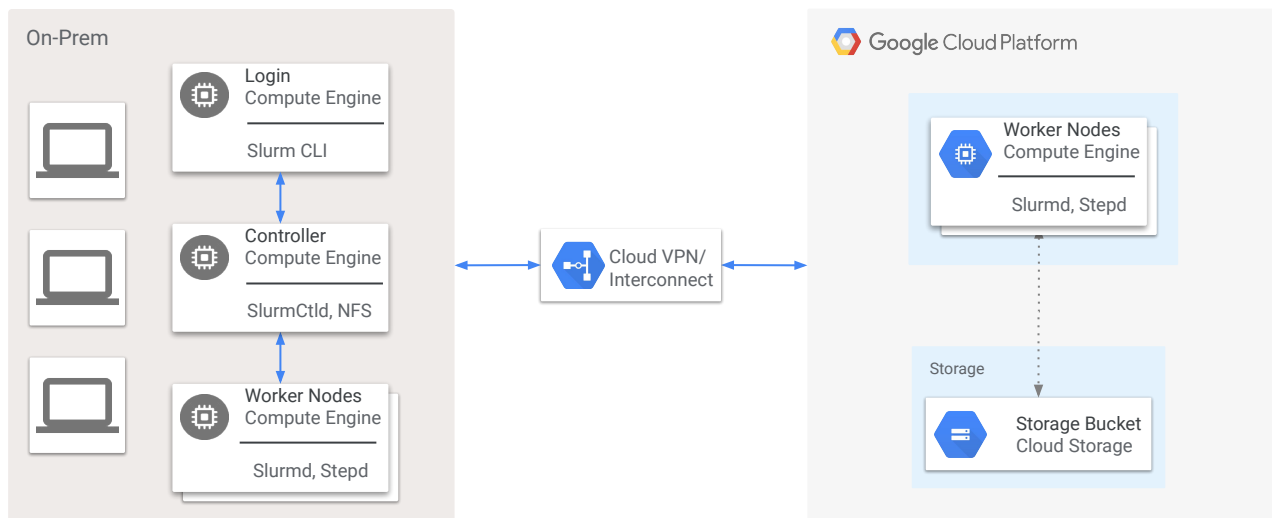 On-Prem
Login
Compute Engine
Slurm CLI
Controller
Compute Engine
SlurmCtld, NFS
Worker Nodes
Compute Engine
Slurmd, Stepd
Cloud VPN/
Interconnect
Google Cloud Platform
Worker Nodes
Compute Engine
Slurmd, Stepd
Storage
Storage Bucket
Cloud Storage